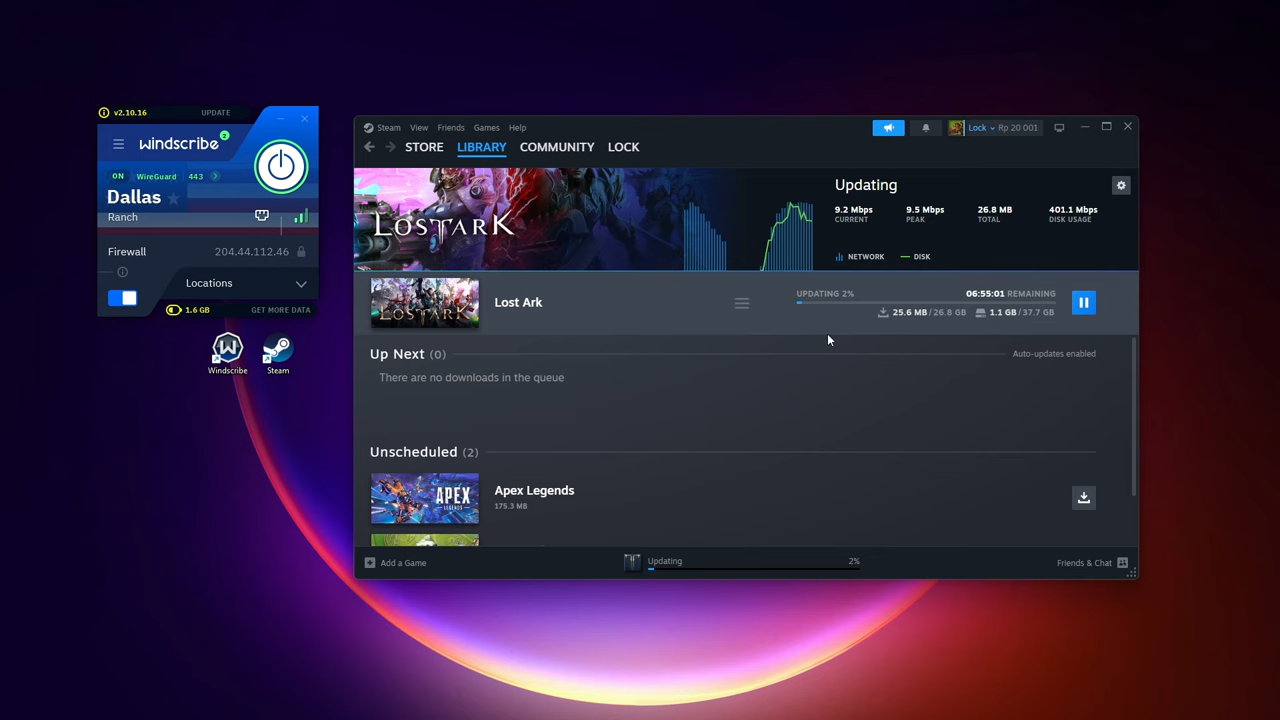 v2.10.16 UPDATE
windscribe 2
ON WireGuard 443
Dallas
Ranch
Firewall 204.44.112.46
Locations
1.6 GB GET MORE DATA
Windscribe Steam
Steam View Friends Games Help
Lock Rp 20 001
STORE LIBRARY COMMUNITY LOCK
LOST ARK
Updating
9.2 Mbps 9.5 Mbps 26.8 MB 401.1 Mbps
CURRENT PEAK TOTAL DISK USAGE
NETWORK DISK
LOST ARK
Lost Ark
UPDATING 2% 06:55:01 REMAINING
25.6 MB / 26.8 GB 1.1 GB / 37.7 GB
Up Next (0) Auto-updates enabled
There are no downloads in the queue
Unscheduled (2)
APEX
LEGENDS
Apex Legends
175.3 MB
Add a Game
Updating 2%
Friends & Chat